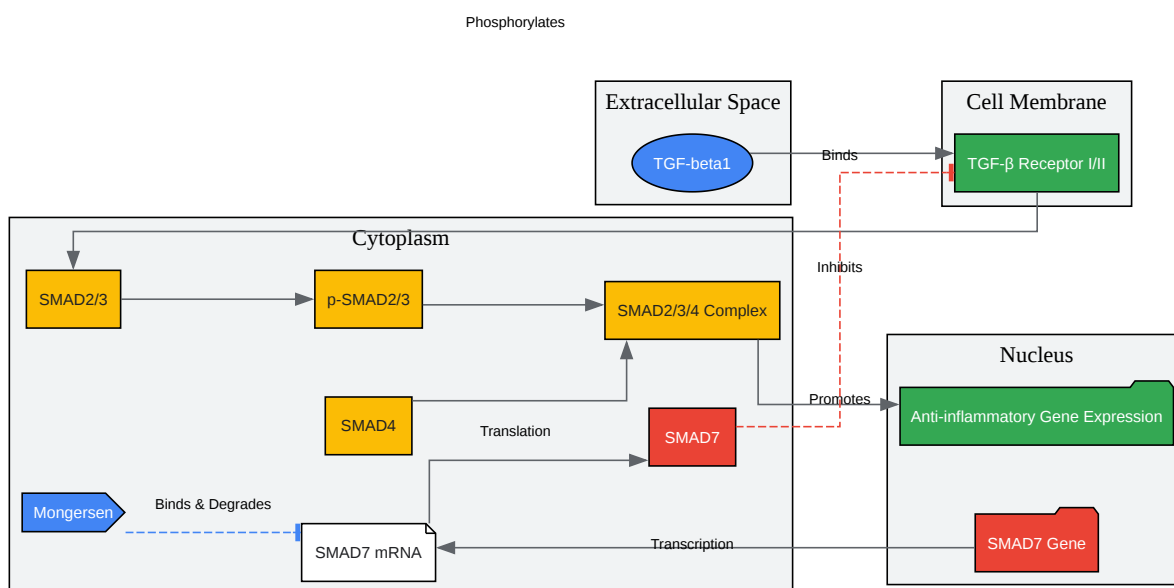 Phosphorylates
Extracellular Space
Cell Membrane
TGF-beta1
Binds
TGF-β Receptor I/II
Cytoplasm
Inhibits
SMAD2/3
p-SMAD2/3
SMAD2/3/4 Complex
Nucleus
Promotes
Anti-inflammatory Gene Expression
SMAD4
Translation
SMAD7
Mongersen
Binds & Degrades
SMAD7 mRNA
Transcription
SMAD7 Gene